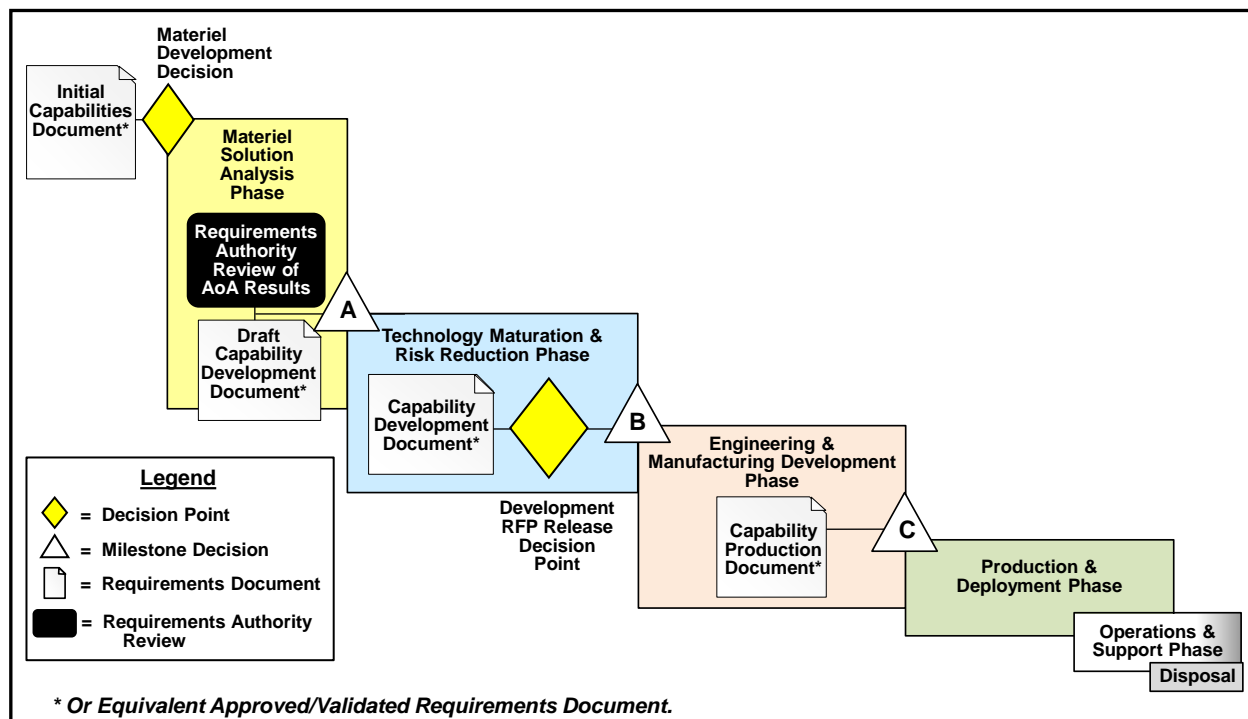 Materiel
Development
Decision
Initial
Capabilities
Document*
Materiel
Solution
Analysis
Phase
Requirements
Authority
Review of
AoA Results
A
Draft
Capability
Development
Document*
Technology Maturation &
Risk Reduction Phase
Capability
Development
Document*
B
Development
RFP Release
Decision
Point
Engineering &
Manufacturing Development
Phase
Capability
Production
Document*
C
Production &
Deployment Phase
Operations &
Support Phase
Disposal
Legend
= Decision Point
= Milestone Decision
= Requirements Document
= Requirements Authority
Review
* Or Equivalent Approved/Validated Requirements Document.